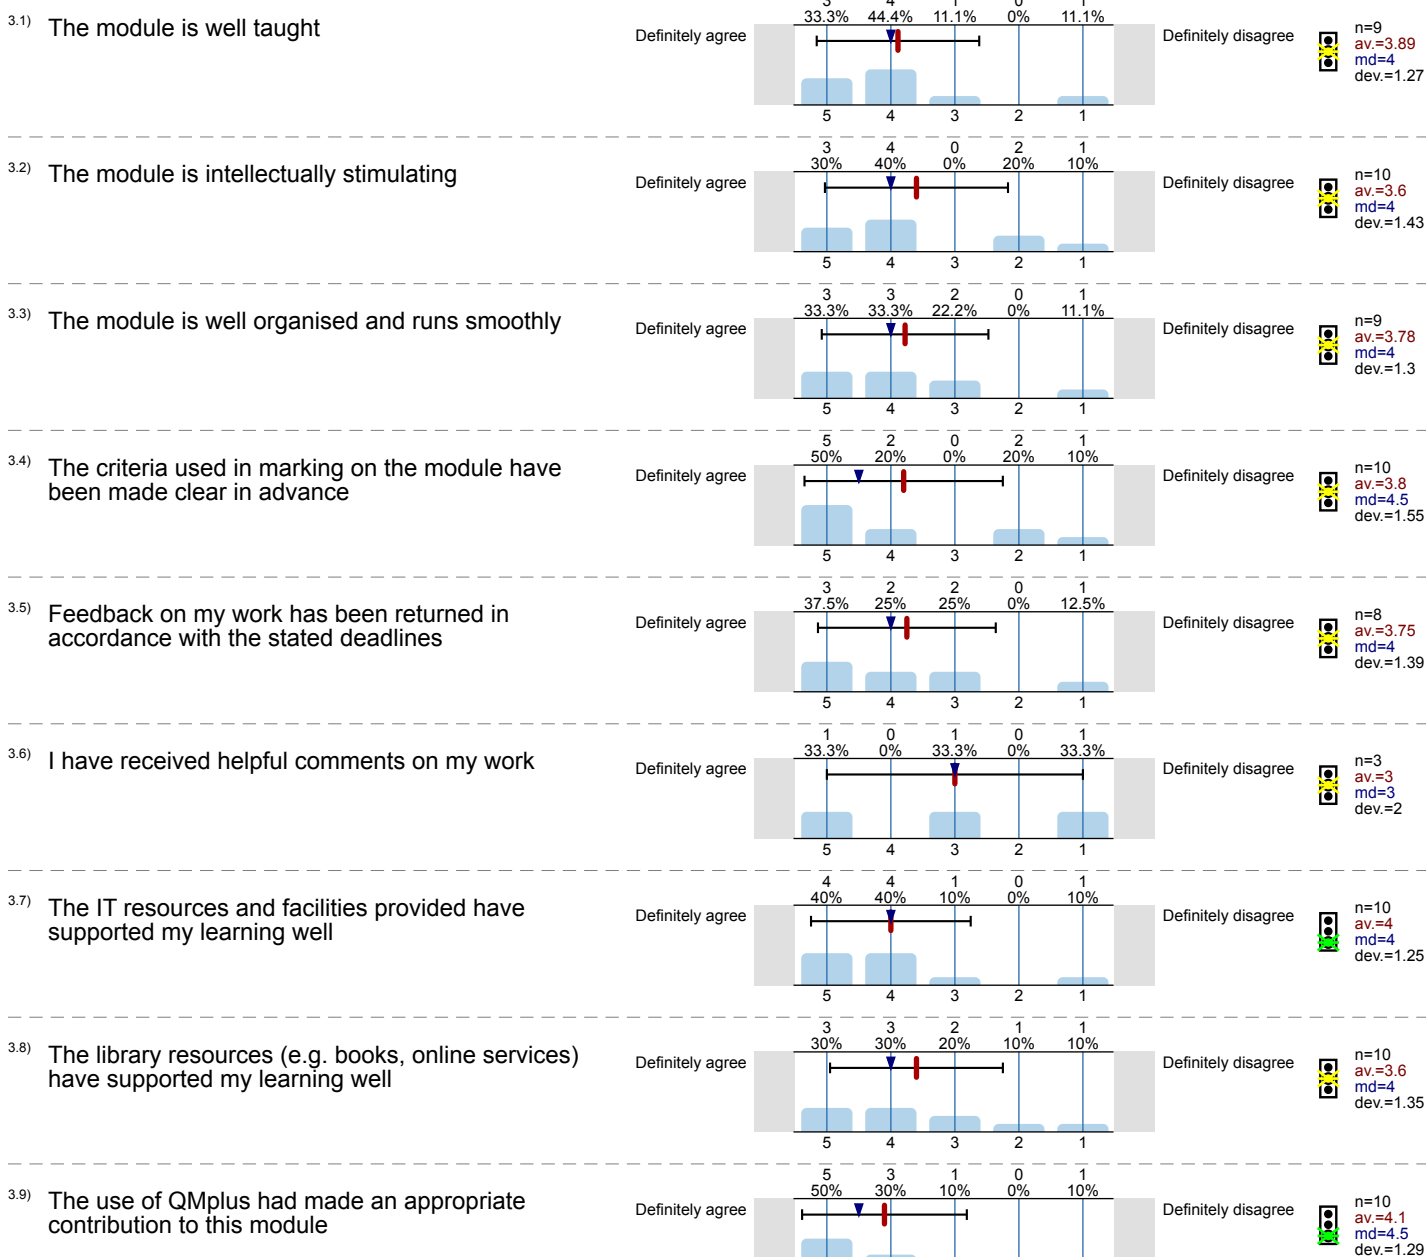 3 4 1 0 1
33.3% 44.4% 11.1% 0% 11.1%
3.1) The module is well taught
Definitely agree Definitely disagree
n=9
av.=3.89
md=4
dev.=1.27
5 4 3 2 1
3 4 0 2 1
30% 40% 0% 20% 10%
3.2) The module is intellectually stimulating
Definitely agree Definitely disagree
n=10
av.=3.6
md=4
dev.=1.43
5 4 3 2 1
3 3 2 0 1
33.3% 33.3% 22.2% 0% 11.1%
3.3) The module is well organised and runs smoothly
Definitely agree Definitely disagree
n=9
av.=3.78
md=4
dev.=1.3
5 4 3 2 1
5 2 0 2 1
50% 20% 0% 20% 10%
3.4) The criteria used in marking on the module have
been made clear in advance
Definitely agree Definitely disagree
n=10
av.=3.8
md=4.5
dev.=1.55
5 4 3 2 1
3 2 2 0 1
37.5% 25% 25% 0% 12.5%
3.5) Feedback on my work has been returned in
accordance with the stated deadlines
Definitely agree Definitely disagree
n=8
av.=3.75
md=4
dev.=1.39
5 4 3 2 1
1 0 1 0 1
33.3% 0% 33.3% 0% 33.3%
3.6) I have received helpful comments on my work
Definitely agree Definitely disagree
n=3
av.=3
md=3
dev.=2
5 4 3 2 1
4 4 1 0 1
40% 40% 10% 0% 10%
3.7) The IT resources and facilities provided have
supported my learning well
Definitely agree Definitely disagree
n=10
av.=4
md=4
dev.=1.25
5 4 3 2 1
3 3 2 1 1
30% 30% 20% 10% 10%
3.8) The library resources (e.g. books, online services)
have supported my learning well
Definitely agree Definitely disagree
n=10
av.=3.6
md=4
dev.=1.35
5 4 3 2 1
5 3 1 0 1
50% 30% 10% 0% 10%
3.9) The use of QMplus had made an appropriate
contribution to this module
Definitely agree Definitely disagree
n=10
av.=4.1
md=4.5
dev.=1.29